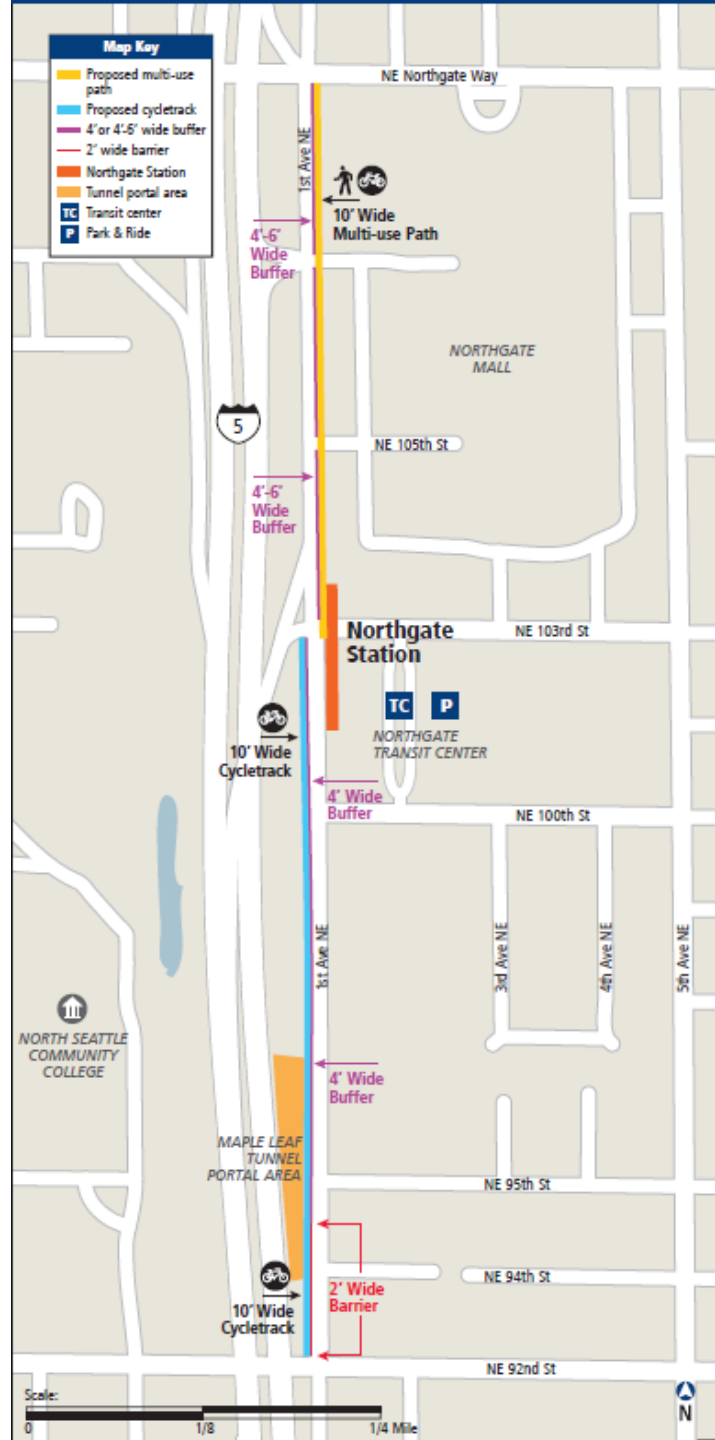 Map Key
Proposed multi-use
path
Proposed cycletrack
4' or 4'-6" wide buffer
2' wide barrier
Northgate Station
Tunnel portal area
TC Transit center
P Park & Ride
NE Northgate Way
1st Ave NE
10' Wide
Multi-use Path
4'-6"
Wide
Buffer
NORTHGATE
MALL
5
NE 105th St
4'-6"
Wide
Buffer
Northgate
Station
NE 103rd St
TC P
NORTHGATE
TRANSIT CENTER
10' Wide
Cycletrack
4' Wide
Buffer
NE 100th St
1st Ave NE
3rd Ave NE
4th Ave NE
5th Ave NE
NORTH SEATTLE
COMMUNITY
COLLEGE
4' Wide
Buffer
MAPLE LEAF
TUNNEL
PORTAL AREA
NE 95th St
NE 94th St
2' Wide
Barrier
10' Wide
Cycletrack
NE 92nd St
Scale:
0 1/8 1/4 Mile
N